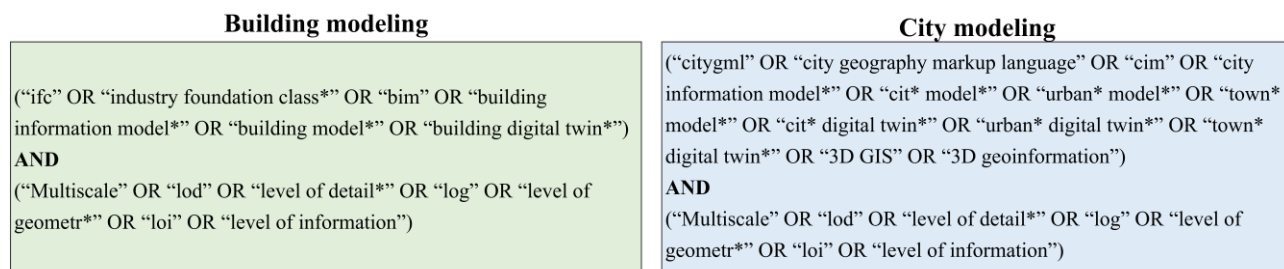 Building modeling
(“ifc” OR “industry foundation class*” OR “bim” OR “building
information model*” OR “building model*” OR “building digital twin*”)
AND
(“Multiscale” OR “lod” OR “level of detail*” OR “log” OR “level of
geometr*” OR “loi” OR “level of information”)
City modeling
(“citygml” OR “city geography markup language” OR “cim” OR “city
information model*” OR “cit* model*” OR “urban* model*” OR “town*
model*” OR “cit* digital twin*” OR “urban* digital twin*” OR “town*
digital twin*” OR “3D GIS” OR “3D geoinformation”)
AND
(“Multiscale” OR “lod” OR “level of detail*” OR “log” OR “level of
geometr*” OR “loi” OR “level of information”)